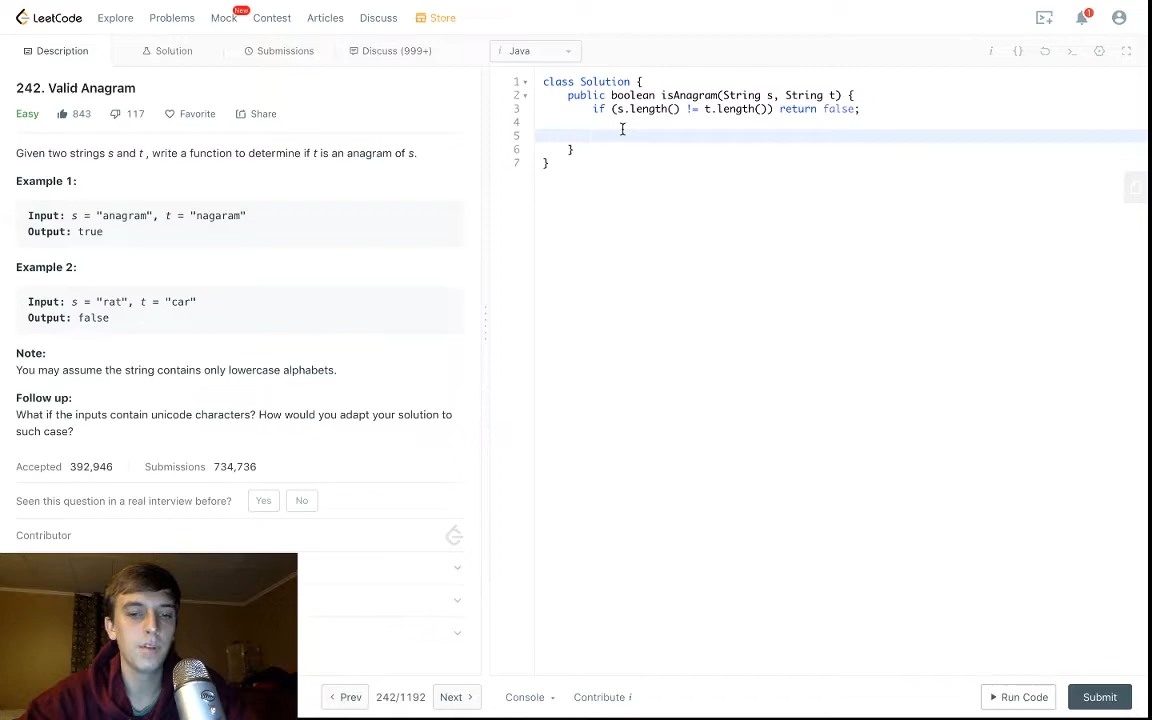 LeetCode Explore Problems Mock New Contest Articles Discuss Store 1
Description Solution Submissions Discuss (999+) i Java
242. Valid Anagram
Easy 843 117 Favorite Share
Given two strings s and t , write a function to determine if t is an anagram of s.
Example 1:
Input: s = "anagram", t = "nagaram"
Output: true
Example 2:
Input: s = "rat", t = "car"
Output: false
Note:
You may assume the string contains only lowercase alphabets.
Follow up:
What if the inputs contain unicode characters? How would you adapt your solution to
such case?
Accepted 392,946 Submissions 734,736
Seen this question in a real interview before? Yes No
Contributor
1 class Solution {
2 public boolean isAnagram(String s, String t) {
3 if (s.length() != t.length()) return false;
4
5
6 }
7 }
Prev 242/1192 Next Console Contribute i Run Code Submit